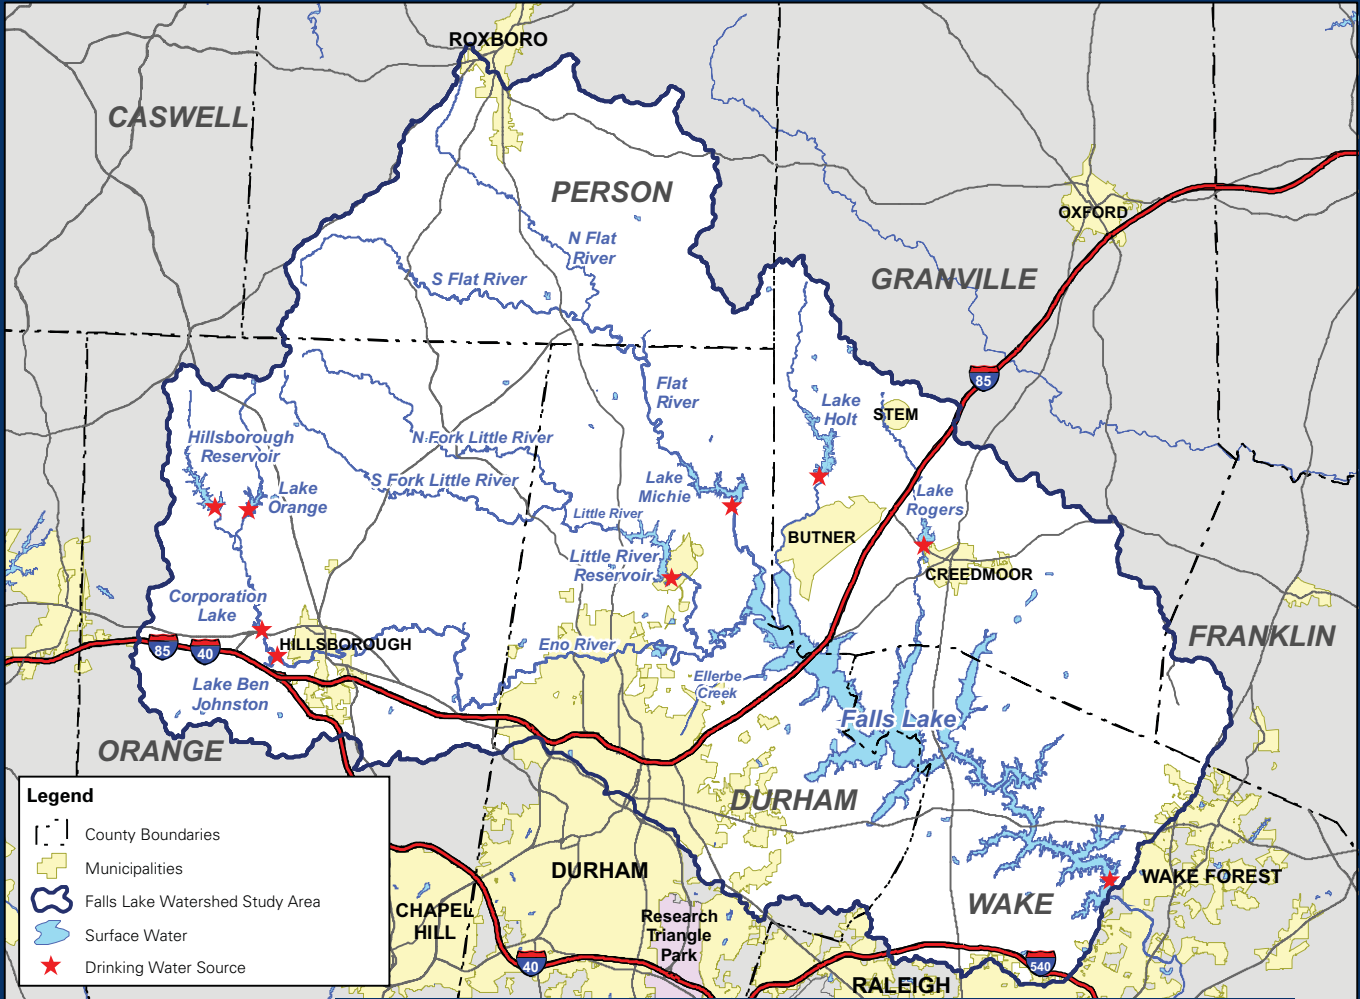 ROXBORO
CASWELL
PERSON
OXFORD
N Flat
River
S Flat River
GRANVILLE
85
Flat
River
Lake
Holt
STEM
Hillsborough
Reservoir
N Fork Little River
S Fork Little River
Lake
Orange
Lake
Michie
Lake
Rogers
Little River
BUTNER
Little River
Reservoir
CREEDMOOR
Corporation
Lake
HILLSBOROUGH
Eno River
FRANKLIN
85
40
Ellerbe
Creek
Lake Ben
Johnston
Falls Lake
ORANGE
DURHAM
DURHAM
WAKE FOREST
WAKE
CHAPEL
HILL
Research
Triangle
Park
40
540
RALEIGH
Legend
County Boundaries
Municipalities
Falls Lake Watershed Study Area
Surface Water
Drinking Water Source